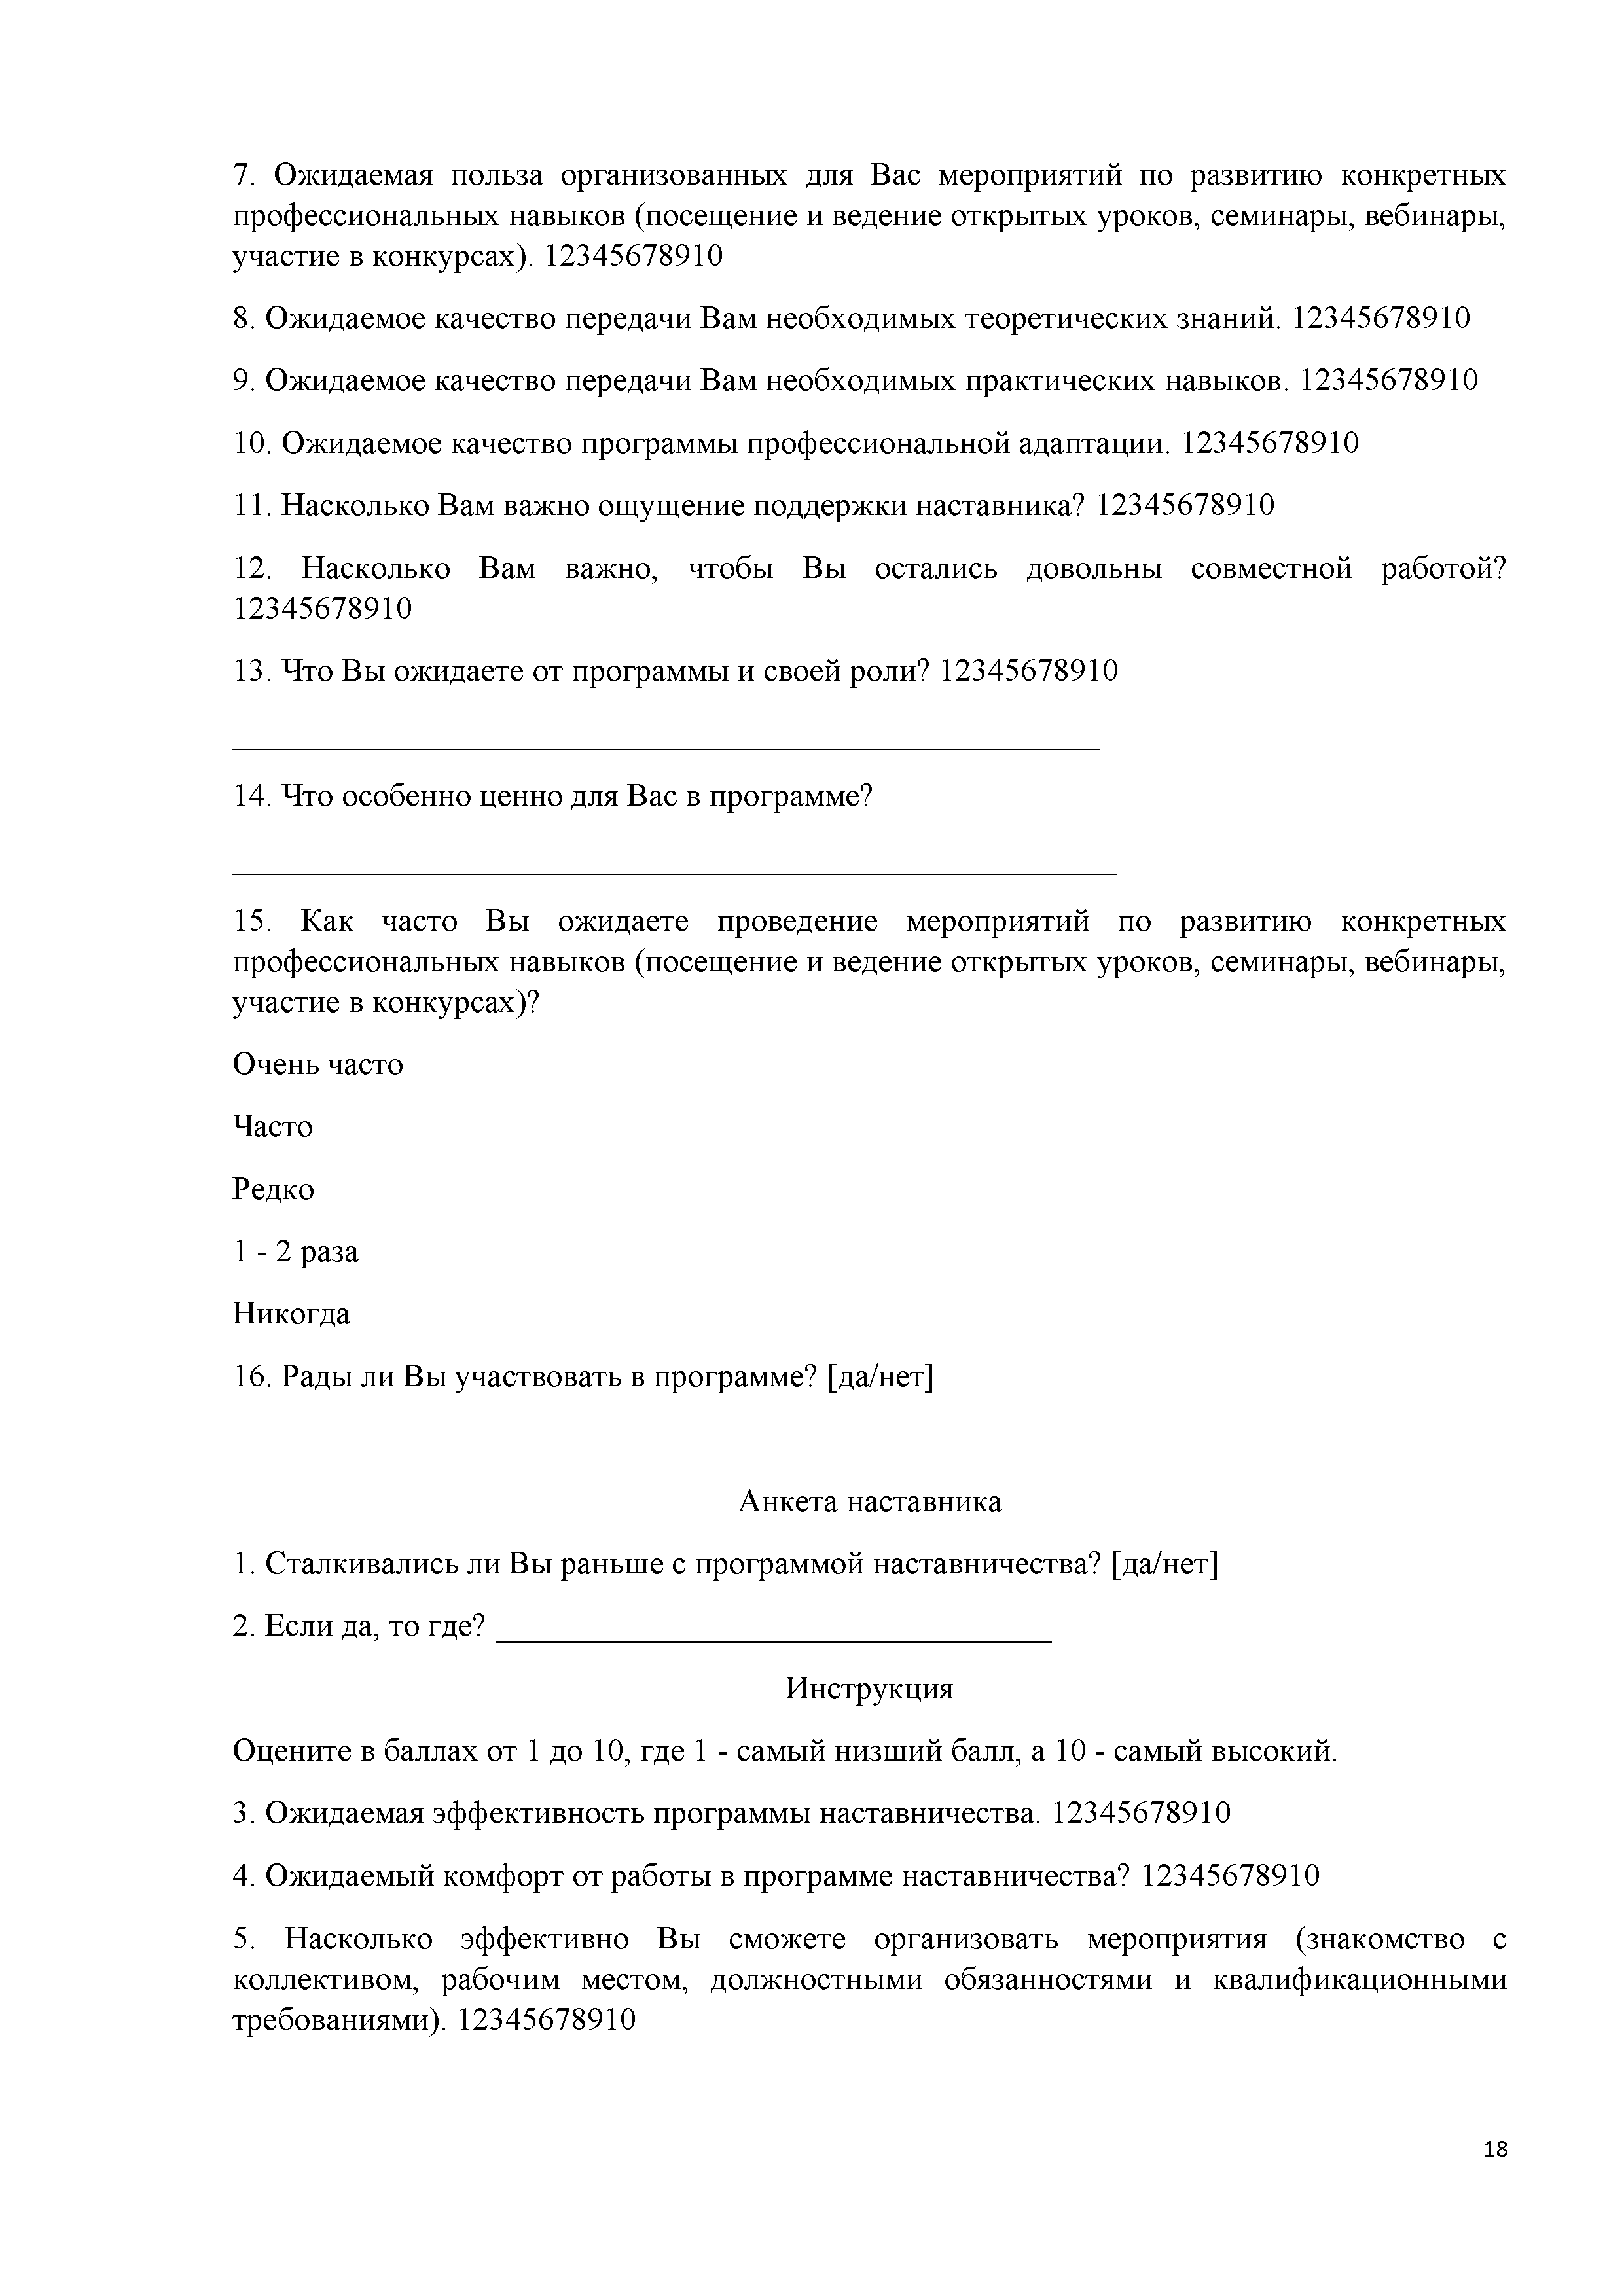 7. Ожидаемая польза организованных для Вас мероприятий по развитию конкретных
профессиональных навыков (посещение и ведение открытых уроков, семинары, вебинары,
участие в конкурсах). 12345678910
8. Ожидаемое качество передачи Вам необходимых теоретических знаний. 12345678910
9. Ожидаемое качество передачи Вам необходимых практических навыков. 12345678910
10. Ожидаемое качество программы профессиональной адаптации. 12345678910
11. Насколько Вам важно ощущение поддержки наставника? 12345678910
12. Насколько Вам важно, чтобы Вы остались довольны совместной работой?
12345678910
13. Что Вы ожидаете от программы и своей роли? 12345678910
14. Что особенно ценно для Вас в программе?
15. Как часто Вы ожидаете проведение мероприятий по развитию конкретных
профессиональных навыков (посещение и ведение открытых уроков, семинары, вебинары,
участие в конкурсах)?
Очень часто
Часто
Редко
1 - 2 раза
Никогда
16. Рады ли Вы участвовать в программе? [да/нет]
Анкета наставника
1. Сталкивались ли Вы раньше с программой наставничества? [да/нет]
2. Если да, то где? __________________________________
Инструкция
Оцените в баллах от 1 до 10, где 1 - самый низший балл, а 10 - самый высокий.
3. Ожидаемая эффективность программы наставничества. 12345678910
4. Ожидаемый комфорт от работы в программе наставничества? 12345678910
5. Насколько эффективно Вы сможете организовать мероприятия (знакомство с
коллективом, рабочим местом, должностными обязанностями и квалификационными
требованиями). 12345678910
18